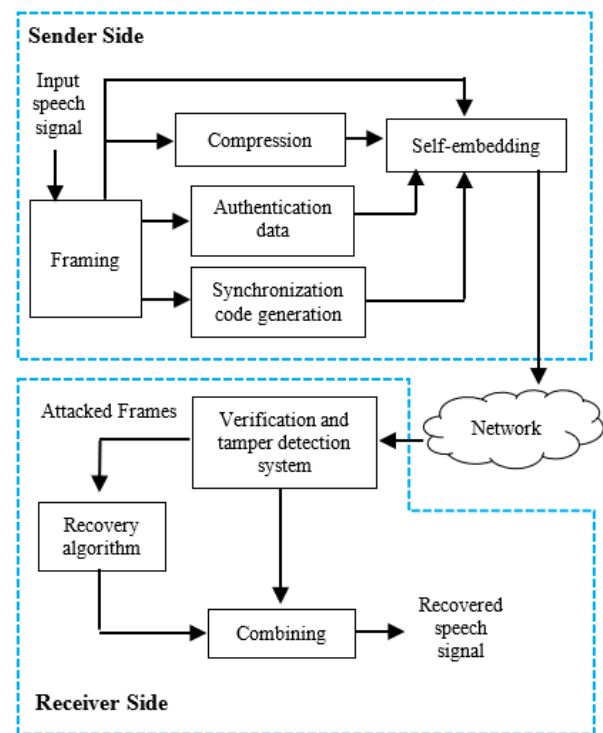 Sender Side
Input
speech
signal
Compression
Self-embedding
Authentication
data
Framing
Synchronization
code generation
Attacked Frames
Verification and
tamper detection
system
Network
Recovery
algorithm
Combining
Recovered
speech
signal
Receiver Side